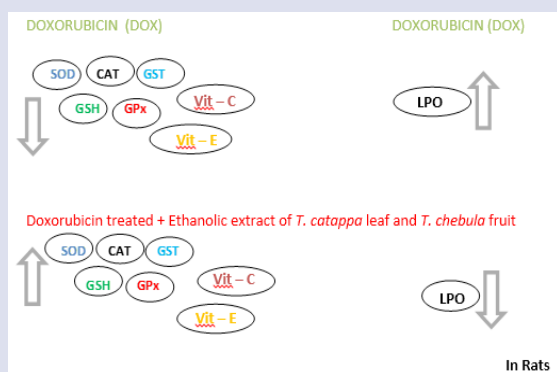 DOXORUBICIN (DOX) DOXORUBICIN (DOX)
SOD CAT GST
GSH GPx Vit – C LPO
Vit – E
Doxorubicin treated + Ethanolic extract of T. catappa leaf and T. chebula fruit
SOD CAT GST
GSH GPx Vit – C LPO
Vit – E
In Rats